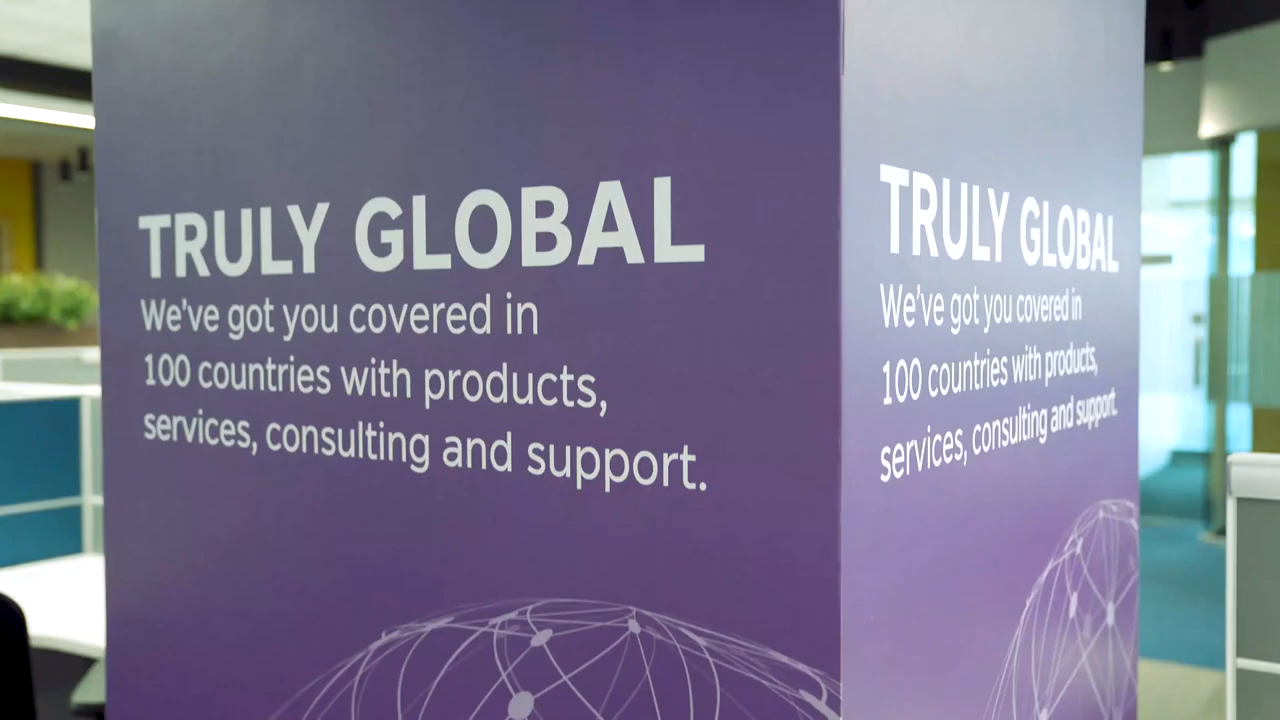 TRULY GLOBAL
We've got you covered in
100 countries with products,
services, consulting and support.
TRULY GLOBAL
We've got you covered in
100 countries with products,
services, consulting and support.